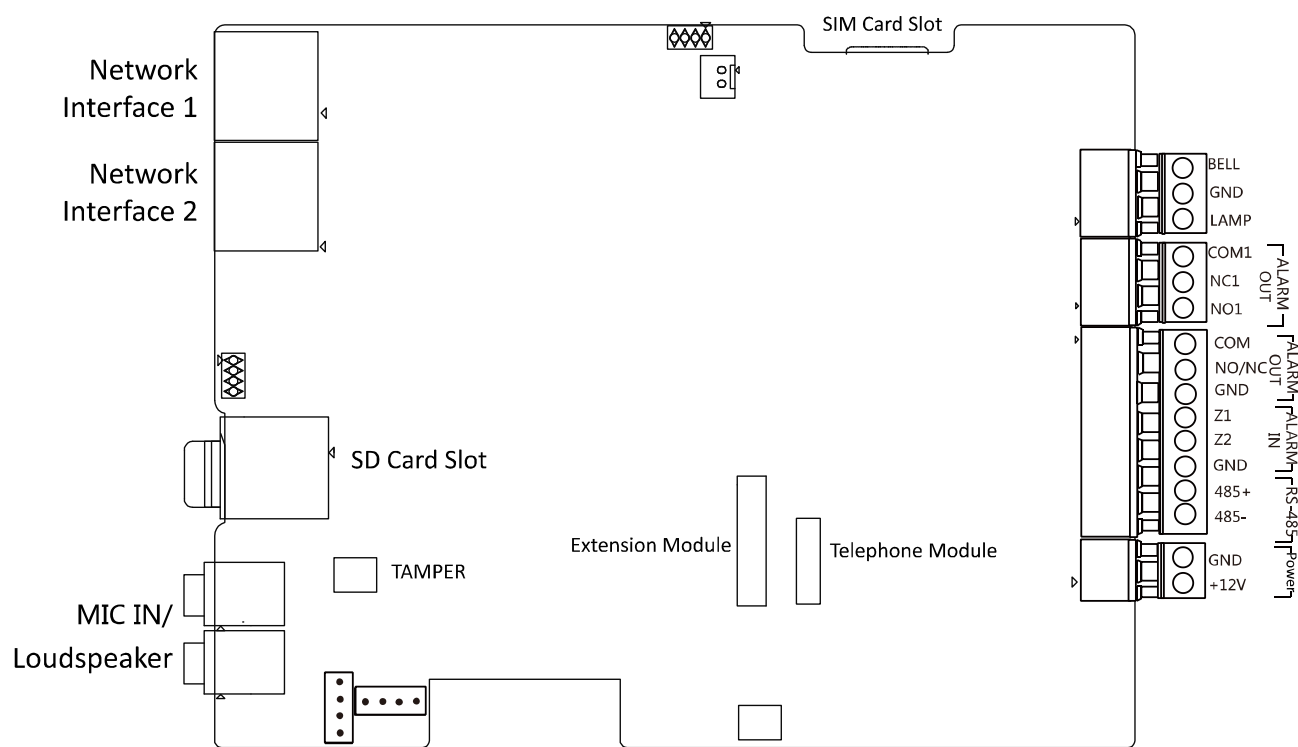 SIM Card Slot
Network
Interface 1
Network
Interface 2
BELL
GND
LAMP
COM1
NC1
NO1
ALARM
OUT
COM
NO/NC
GND
ALARM
OUT
Z1
Z2
GND
ALARM
IN
485+
485-
RS-485
GND
+12V
Power
SD Card Slot
Extension Module
Telephone Module
TAMPER
MIC IN/
Loudspeaker